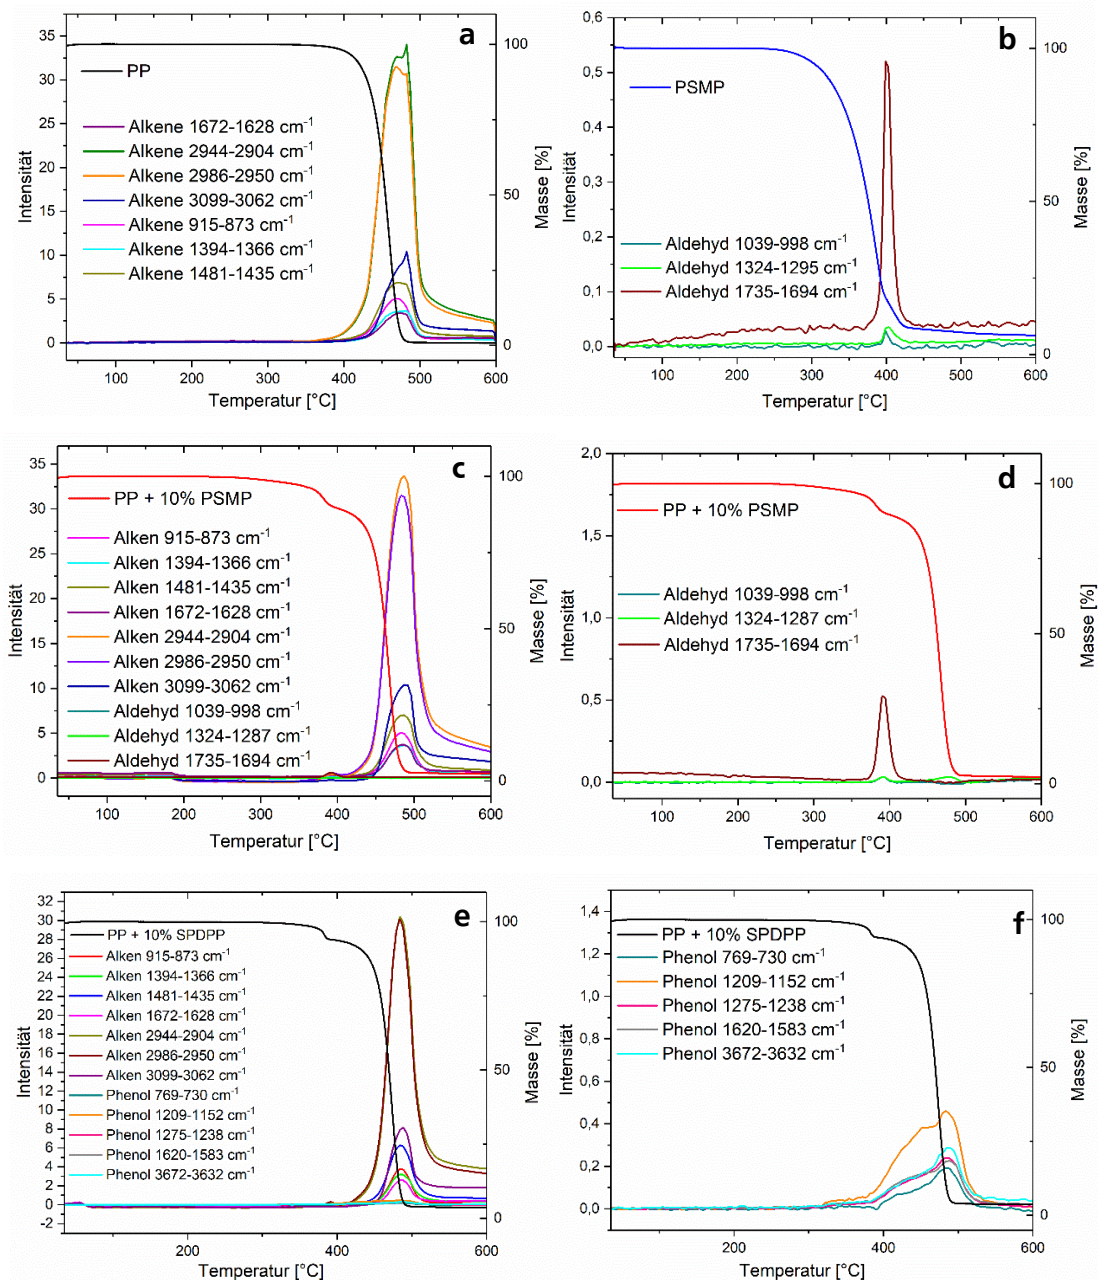 a
PP
Alkene 1672-1628 cm⁻¹
Alkene 2944-2904 cm⁻¹
Alkene 2986-2950 cm⁻¹
Alkene 3099-3062 cm⁻¹
Alkene 915-873 cm⁻¹
Alkene 1394-1366 cm⁻¹
Alkene 1481-1435 cm⁻¹
35
30
25
20
15
10
5
0
Intensität
100
50
0
Masse [%]
100 200 300 400 500 600
Temperatur [°C]
b
PSMP
Aldehyd 1039-998 cm⁻¹
Aldehyd 1324-1295 cm⁻¹
Aldehyd 1735-1694 cm⁻¹
0,6
0,5
0,4
0,3
0,2
0,1
0,0
Intensität
100
50
0
Masse [%]
100 200 300 400 500 600
Temperatur [°C]
c
PP + 10% PSMP
Alken 915-873 cm⁻¹
Alken 1394-1366 cm⁻¹
Alken 1481-1435 cm⁻¹
Alken 1672-1628 cm⁻¹
Alken 2944-2904 cm⁻¹
Alken 2986-2950 cm⁻¹
Alken 3099-3062 cm⁻¹
Aldehyd 1039-998 cm⁻¹
Aldehyd 1324-1287 cm⁻¹
Aldehyd 1735-1694 cm⁻¹
35
30
25
20
15
10
5
0
Intensität
100
50
0
Masse [%]
100 200 300 400 500 600
Temperatur [°C]
d
PP + 10% PSMP
Aldehyd 1039-998 cm⁻¹
Aldehyd 1324-1287 cm⁻¹
Aldehyd 1735-1694 cm⁻¹
2,0
1,5
1,0
0,5
0,0
Intensität
100
50
0
Masse [%]
100 200 300 400 500 600
Temperatur [°C]
e
PP + 10% SPDPP
Alken 915-873 cm⁻¹
Alken 1394-1366 cm⁻¹
Alken 1481-1435 cm⁻¹
Alken 1672-1628 cm⁻¹
Alken 2944-2904 cm⁻¹
Alken 2986-2950 cm⁻¹
Alken 3099-3062 cm⁻¹
Phenol 769-730 cm⁻¹
Phenol 1209-1152 cm⁻¹
Phenol 1275-1238 cm⁻¹
Phenol 1620-1583 cm⁻¹
Phenol 3672-3632 cm⁻¹
32
30
28
26
24
22
20
18
16
14
12
10
8
6
4
2
0
-2
Intensität
100
50
0
Masse [%]
200 400 600
Temperatur [°C]
f
PP + 10% SPDPP
Phenol 769-730 cm⁻¹
Phenol 1209-1152 cm⁻¹
Phenol 1275-1238 cm⁻¹
Phenol 1620-1583 cm⁻¹
Phenol 3672-3632 cm⁻¹
1,4
1,2
1,0
0,8
0,6
0,4
0,2
0,0
Intensität
100
50
0
Masse [%]
200 400 600
Temperatur [°C]